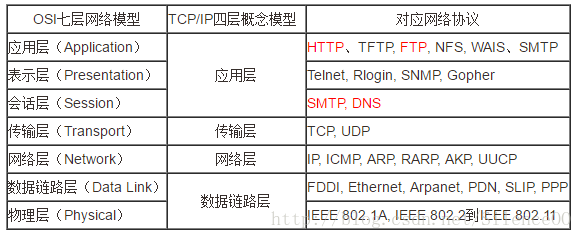 OSI七层网络模型 TCP/IP四层概念模型 对应网络协议
应用层（Application） 应用层 HTTP、TFTP, FTP, NFS, WAIS、SMTP
表示层（Presentation） Telnet, Rlogin, SNMP, Gopher
会话层（Session） SMTP, DNS
传输层（Transport） 传输层 TCP, UDP
网络层（Network） 网络层 IP, ICMP, ARP, RARP, AKP, UUCP
数据链路层（Data Link） 数据链路层 FDDI, Ethernet, Arpanet, PDN, SLIP, PPP
物理层（Physical） IEEE 802.1A, IEEE 802.2到IEEE 802.11